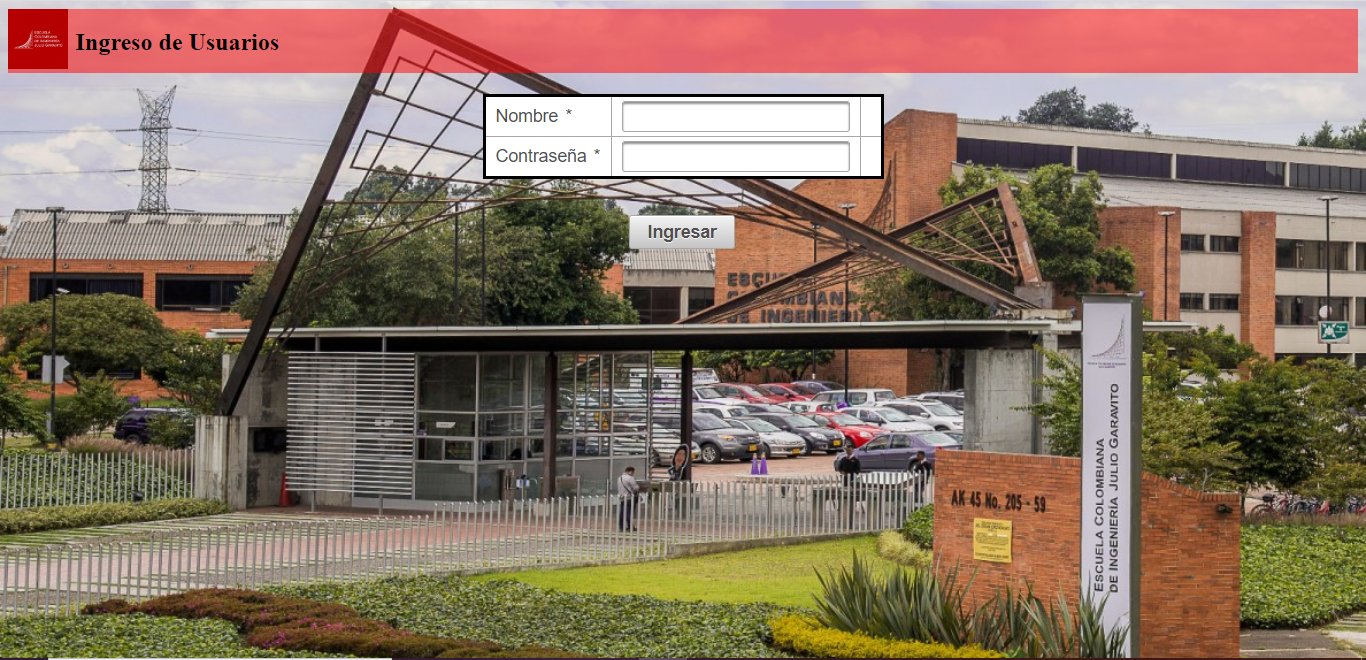 ESCUELA
COLOMBIANA
DE INGENIERÍA
JULIO GARAVITO
Ingreso de Usuarios
Nombre *
Contraseña *
Ingresar
ESCUELA
COLOMBIANA
DE INGENIERÍA
AK 45 No. 205 - 59
ESCUELA COLOMBIANA
DE INGENIERÍA JULIO GARAVITO